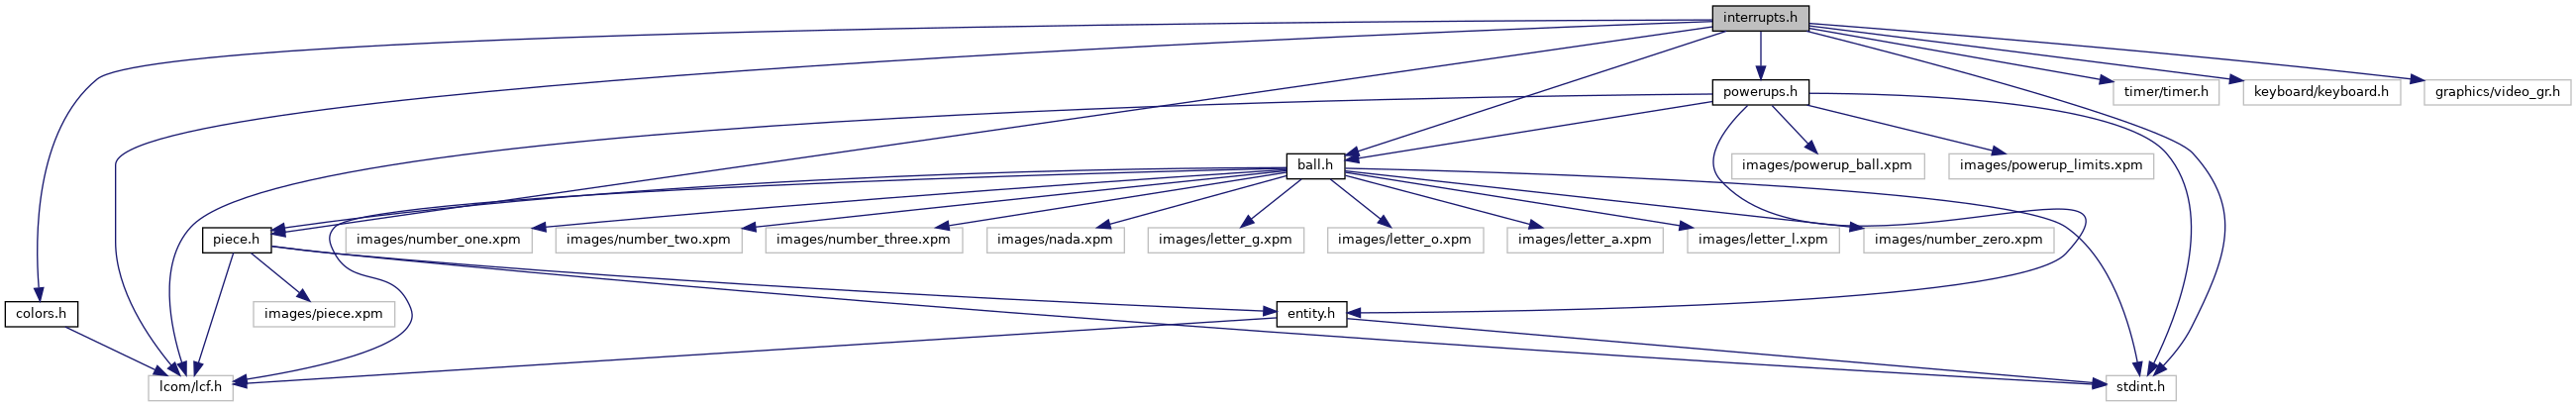 interrupts.h
powerups.h
timer/timer.h
keyboard/keyboard.h
graphics/video_gr.h
ball.h
images/powerup_ball.xpm
images/powerup_limits.xpm
piece.h
images/number_one.xpm
images/number_two.xpm
images/number_three.xpm
images/nada.xpm
images/letter_g.xpm
images/letter_o.xpm
images/letter_a.xpm
images/letter_l.xpm
images/number_zero.xpm
colors.h
images/piece.xpm
entity.h
lcom/lcf.h
stdint.h